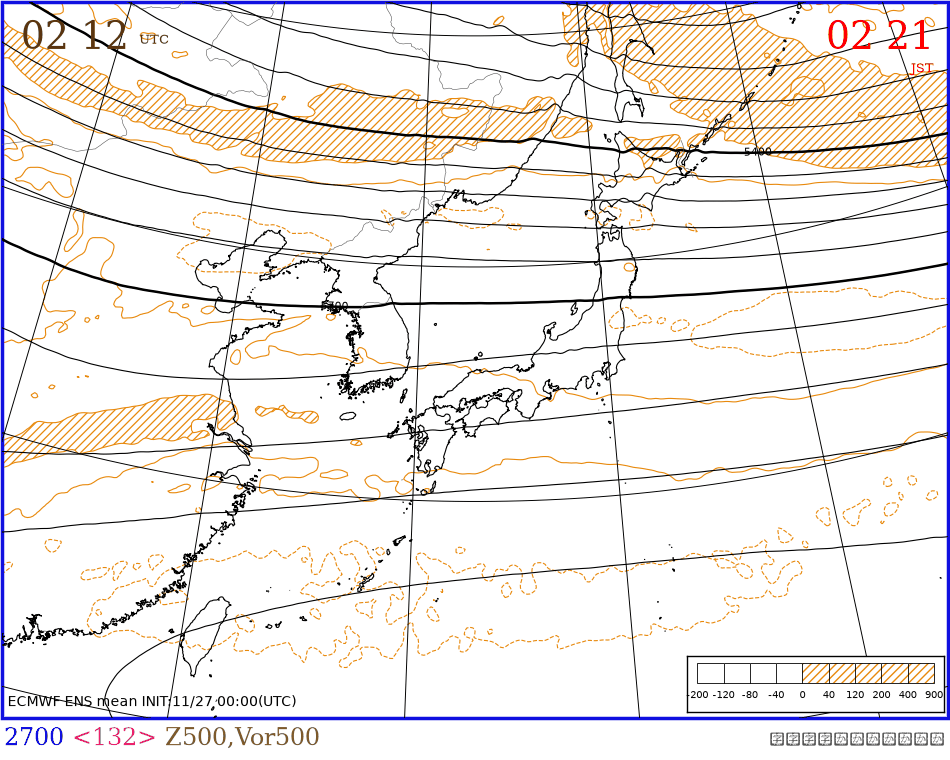 02 12 UTC
02 21 JST
5400
5700
ECMWF ENS mean INIT:11/27 00:00(UTC)
-200 -120 -80 -40 0 40 120 200 400 900
2700 <132> Z500,Vor500